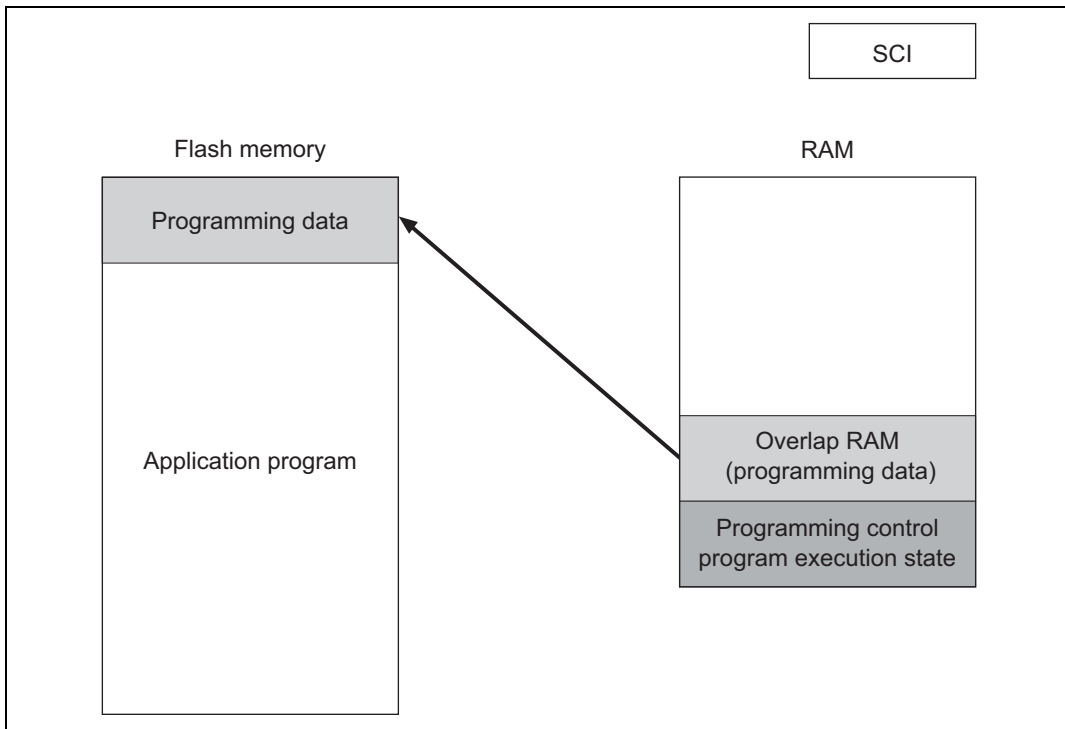 SCI
Flash memory
RAM
Programming data
Application program
Overlap RAM
(programming data)
Programming control
program execution state